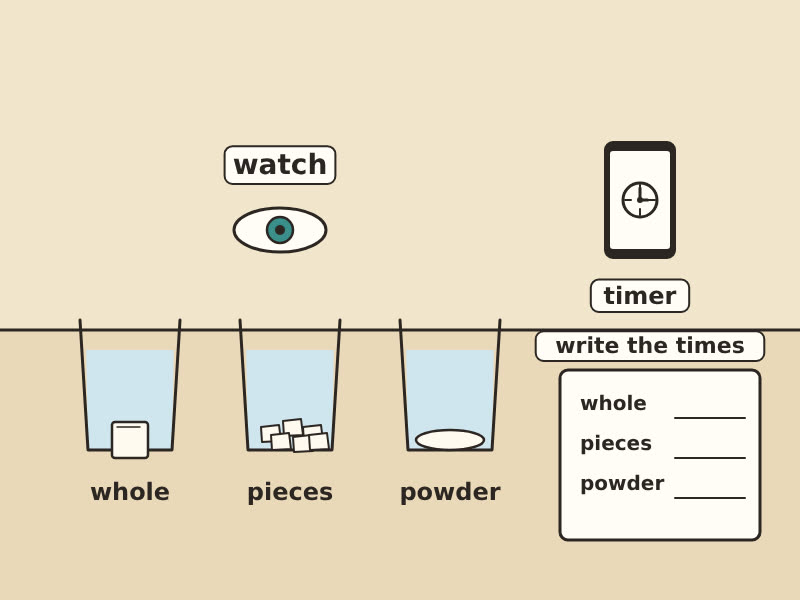 watch
timer
write the times
whole
pieces
powder
whole
pieces
powder